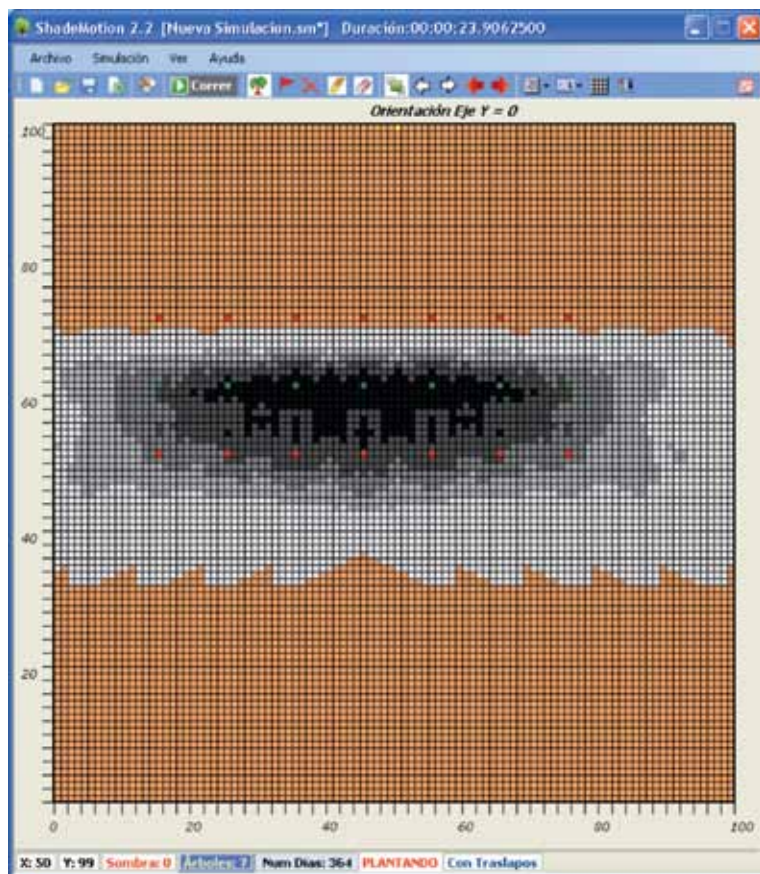 ShadeMotion 2.2 [Nueva Simulacion.sm*] Duración:00:00:23.9062500
Archivo Simulación Ver Ayuda
Correr
Orientación Eje Y = 0
100
80
60
40
20
0 20 40 60 80 100
X: 50 Y: 99 Sombra: 0 Arboles: 7 Num Dias: 364 PLANTANDO Con Traslapos